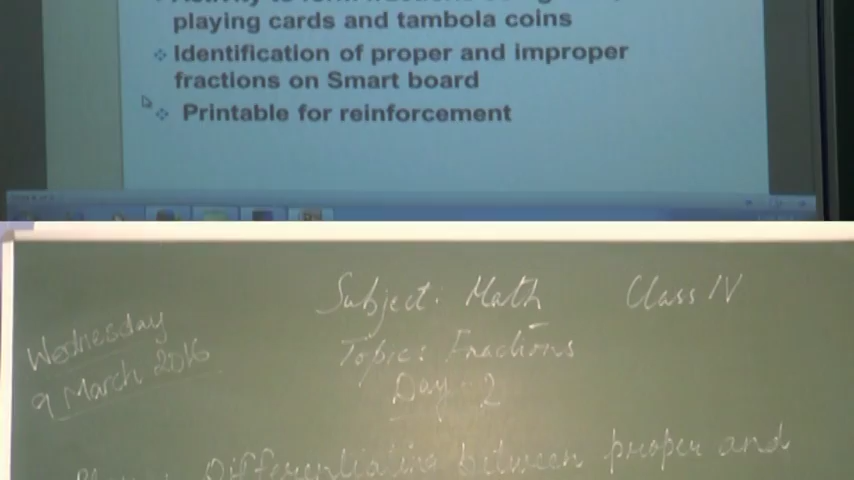 playing cards and tambola coins
Identification of proper and improper
fractions on Smart board
Printable for reinforcement
Subject: Math Class IV
Wednesday
9 March 2016
Topic: Fractions
Day - 2
Differentiating between proper and